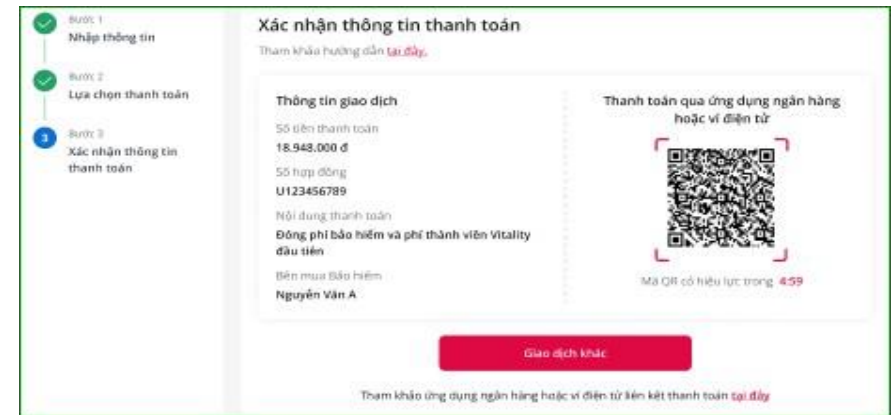 Bước 1
Nhập thông tin
Bước 2
Lựa chọn thanh toán
3
Bước 3
Xác nhận thông tin
thanh toán
Xác nhận thông tin thanh toán
Tham khảo hướng dẫn tại đây.
Thông tin giao dịch
Số tiền thanh toán
18.948.000 đ
Số hợp đồng
U123456789
Nội dung thanh toán
Đóng phí bảo hiểm và phí thành viên Vitality
đầu tiên
Bên mua Bảo hiểm
Nguyễn Văn A
Thanh toán qua ứng dụng ngân hàng
hoặc ví điện tử
Mã QR có hiệu lực trong 4:59
Giao dịch khác
Tham khảo ứng dụng ngân hàng hoặc ví điện tử liên kết thanh toán tại đây